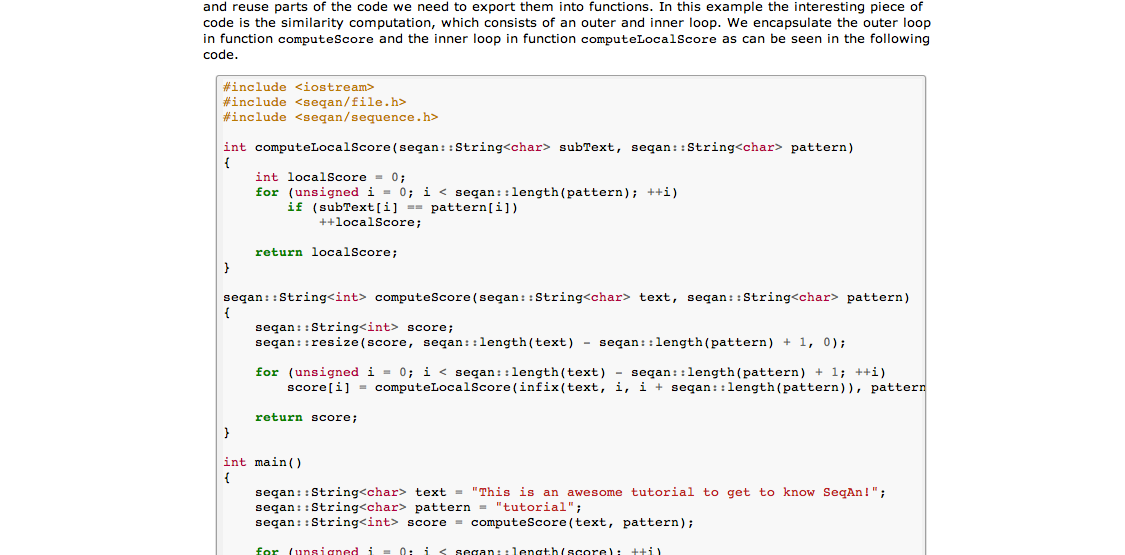 and reuse parts of the code we need to export them into functions. In this example the interesting piece of
code is the similarity computation, which consists of an outer and inner loop. We encapsulate the outer loop
in function computeScore and the inner loop in function computeLocalScore as can be seen in the following
code.
#include <iostream>
#include <seqan/file.h>
#include <seqan/sequence.h>
int computeLocalScore(seqan::String<char> subText, seqan::String<char> pattern)
{
    int localScore = 0;
    for (unsigned i = 0; i < seqan::length(pattern); ++i)
        if (subText[i] == pattern[i])
            ++localScore;
    return localScore;
}
seqan::String<int> computeScore(seqan::String<char> text, seqan::String<char> pattern)
{
    seqan::String<int> score;
    seqan::resize(score, seqan::length(text) - seqan::length(pattern) + 1, 0);
    for (unsigned i = 0; i < seqan::length(text) - seqan::length(pattern) + 1; ++i)
        score[i] = computeLocalScore(infix(text, i, i + seqan::length(pattern)), pattern
    return score;
}
int main()
{
    seqan::String<char> text = "This is an awesome tutorial to get to know SeqAn!";
    seqan::String<char> pattern = "tutorial";
    seqan::String<int> score = computeScore(text, pattern);
    for (unsigned i = 0; i < seqan::length(score); ++i)